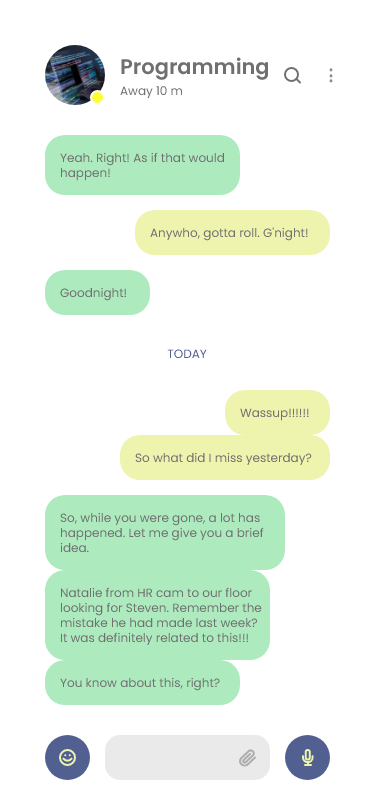 Programming
Away 10 m
Yeah. Right! As if that would
happen!
Anywho, gotta roll. G'night!
Goodnight!
TODAY
Wassup!!!!!!
So what did I miss yesterday?
So, while you were gone, a lot has
happened. Let me give you a brief
idea.
Natalie from HR cam to our floor
looking for Steven. Remember the
mistake he had made last week?
It was definitely related to this!!!
You know about this, right?